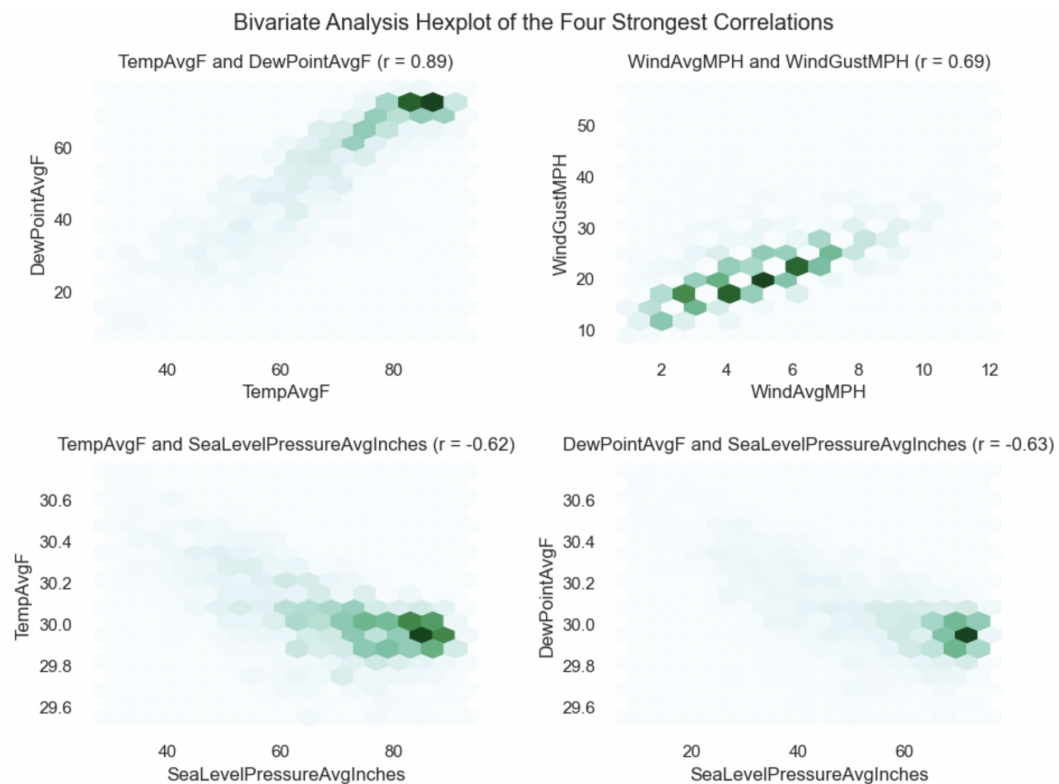 Bivariate Analysis Hexplot of the Four Strongest Correlations
TempAvgF and DewPointAvgF (r = 0.89)
DewPointAvgF
60
40
20
40 60 80
TempAvgF
WindAvgMPH and WindGustMPH (r = 0.69)
WindGustMPH
50
40
30
20
10
2 4 6 8 10 12
WindAvgMPH
TempAvgF and SeaLevelPressureAvgInches (r = -0.62)
TempAvgF
30.6
30.4
30.2
30.0
29.8
29.6
40 60 80
SeaLevelPressureAvgInches
DewPointAvgF and SeaLevelPressureAvgInches (r = -0.63)
DewPointAvgF
30.6
30.4
30.2
30.0
29.8
29.6
20 40 60
SeaLevelPressureAvgInches